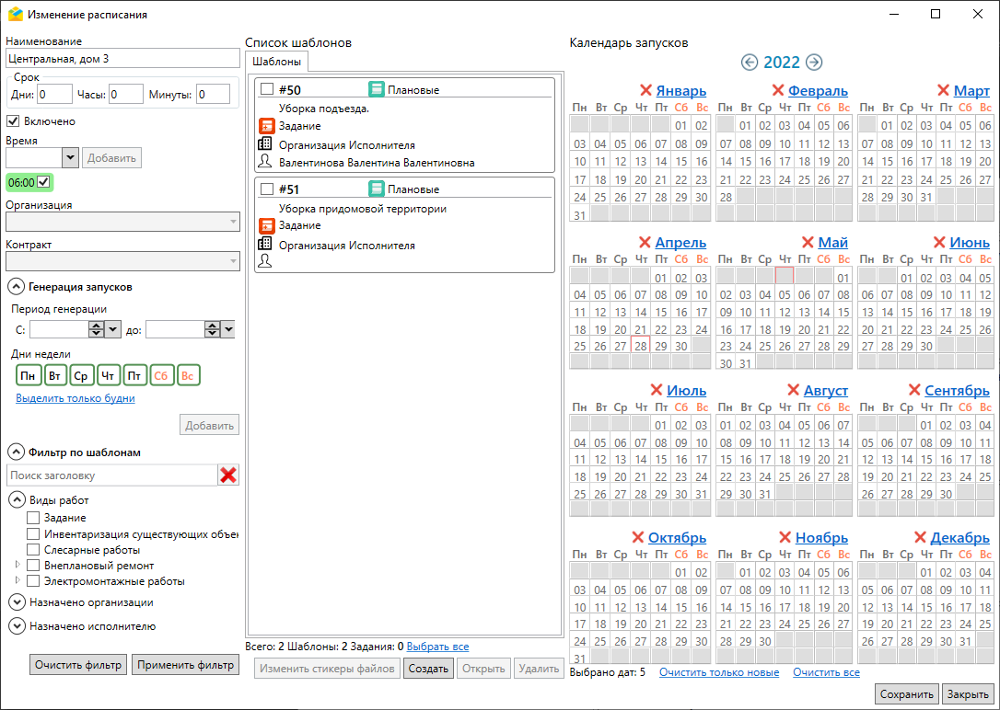 Изменение расписания
Наименование
Центральная, дом 3
Срок
Дни: 0 Часы: 0 Минуты: 0
Включено
Время
Добавить
06:00
Организация
Контракт
Генерация запусков
Период генерации
С: до:
Дни недели
Пн Вт Ср Чт Пт Сб Вс
Выделить только будни
Добавить
Фильтр по шаблонам
Поиск заголовку
Виды работ
Задание
Инвентаризация существующих объек
Слесарные работы
Внеплановый ремонт
Электромонтажные работы
Назначено организации
Назначено исполнителю
Очистить фильтр Применить фильтр
Список шаблонов
Шаблоны
#50 Плановые
Уборка подъезда.
Задание
Организация Исполнителя
Валентинова Валентина Валентиновна
#51 Плановые
Уборка придомовой территории
Задание
Организация Исполнителя
Всего: 2 Шаблоны: 2 Задания: 0 Выбрать все
Изменить стикеры файлов Создать Открыть Удалить
Календарь запусков
2022
Январь
Пн Вт Ср Чт Пт Сб Вс
01 02
03 04 05 06 07 08 09
10 11 12 13 14 15 16
17 18 19 20 21 22 23
24 25 26 27 28 29 30
31
Февраль
Пн Вт Ср Чт Пт Сб Вс
01 02 03 04 05 06
07 08 09 10 11 12 13
14 15 16 17 18 19 20
21 22 23 24 25 26 27
28
Март
Пн Вт Ср Чт Пт Сб Вс
01 02 03 04 05 06
07 08 09 10 11 12 13
14 15 16 17 18 19 20
21 22 23 24 25 26 27
28 29 30 31
Апрель
Пн Вт Ср Чт Пт Сб Вс
01 02 03
04 05 06 07 08 09 10
11 12 13 14 15 16 17
18 19 20 21 22 23 24
25 26 27 28 29 30
Май
Пн Вт Ср Чт Пт Сб Вс
01
02 03 04 05 06 07 08
09 10 11 12 13 14 15
16 17 18 19 20 21 22
23 24 25 26 27 28 29
30 31
Июнь
Пн Вт Ср Чт Пт Сб Вс
01 02 03 04 05
06 07 08 09 10 11 12
13 14 15 16 17 18 19
20 21 22 23 24 25 26
27 28 29 30
Июль
Пн Вт Ср Чт Пт Сб Вс
01 02 03
04 05 06 07 08 09 10
11 12 13 14 15 16 17
18 19 20 21 22 23 24
25 26 27 28 29 30 31
Август
Пн Вт Ср Чт Пт Сб Вс
01 02 03 04 05 06 07
08 09 10 11 12 13 14
15 16 17 18 19 20 21
22 23 24 25 26 27 28
29 30 31
Сентябрь
Пн Вт Ср Чт Пт Сб Вс
01 02 03 04
05 06 07 08 09 10 11
12 13 14 15 16 17 18
19 20 21 22 23 24 25
26 27 28 29 30
Октябрь
Пн Вт Ср Чт Пт Сб Вс
01 02
03 04 05 06 07 08 09
10 11 12 13 14 15 16
17 18 19 20 21 22 23
24 25 26 27 28 29 30
31
Ноябрь
Пн Вт Ср Чт Пт Сб Вс
01 02 03 04 05 06
07 08 09 10 11 12 13
14 15 16 17 18 19 20
21 22 23 24 25 26 27
28 29 30
Декабрь
Пн Вт Ср Чт Пт Сб Вс
01 02 03 04
05 06 07 08 09 10 11
12 13 14 15 16 17 18
19 20 21 22 23 24 25
26 27 28 29 30 31
Выбрано дат: 5 Очистить только новые Очистить все
Сохранить Закрыть